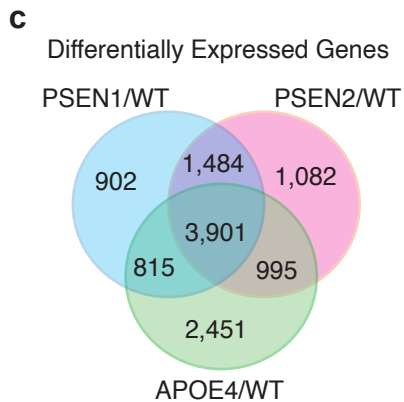 c
Differentially Expressed Genes
PSEN1/WT PSEN2/WT
1,484
902 1,082
3,901
815 995
2,451
APOE4/WT